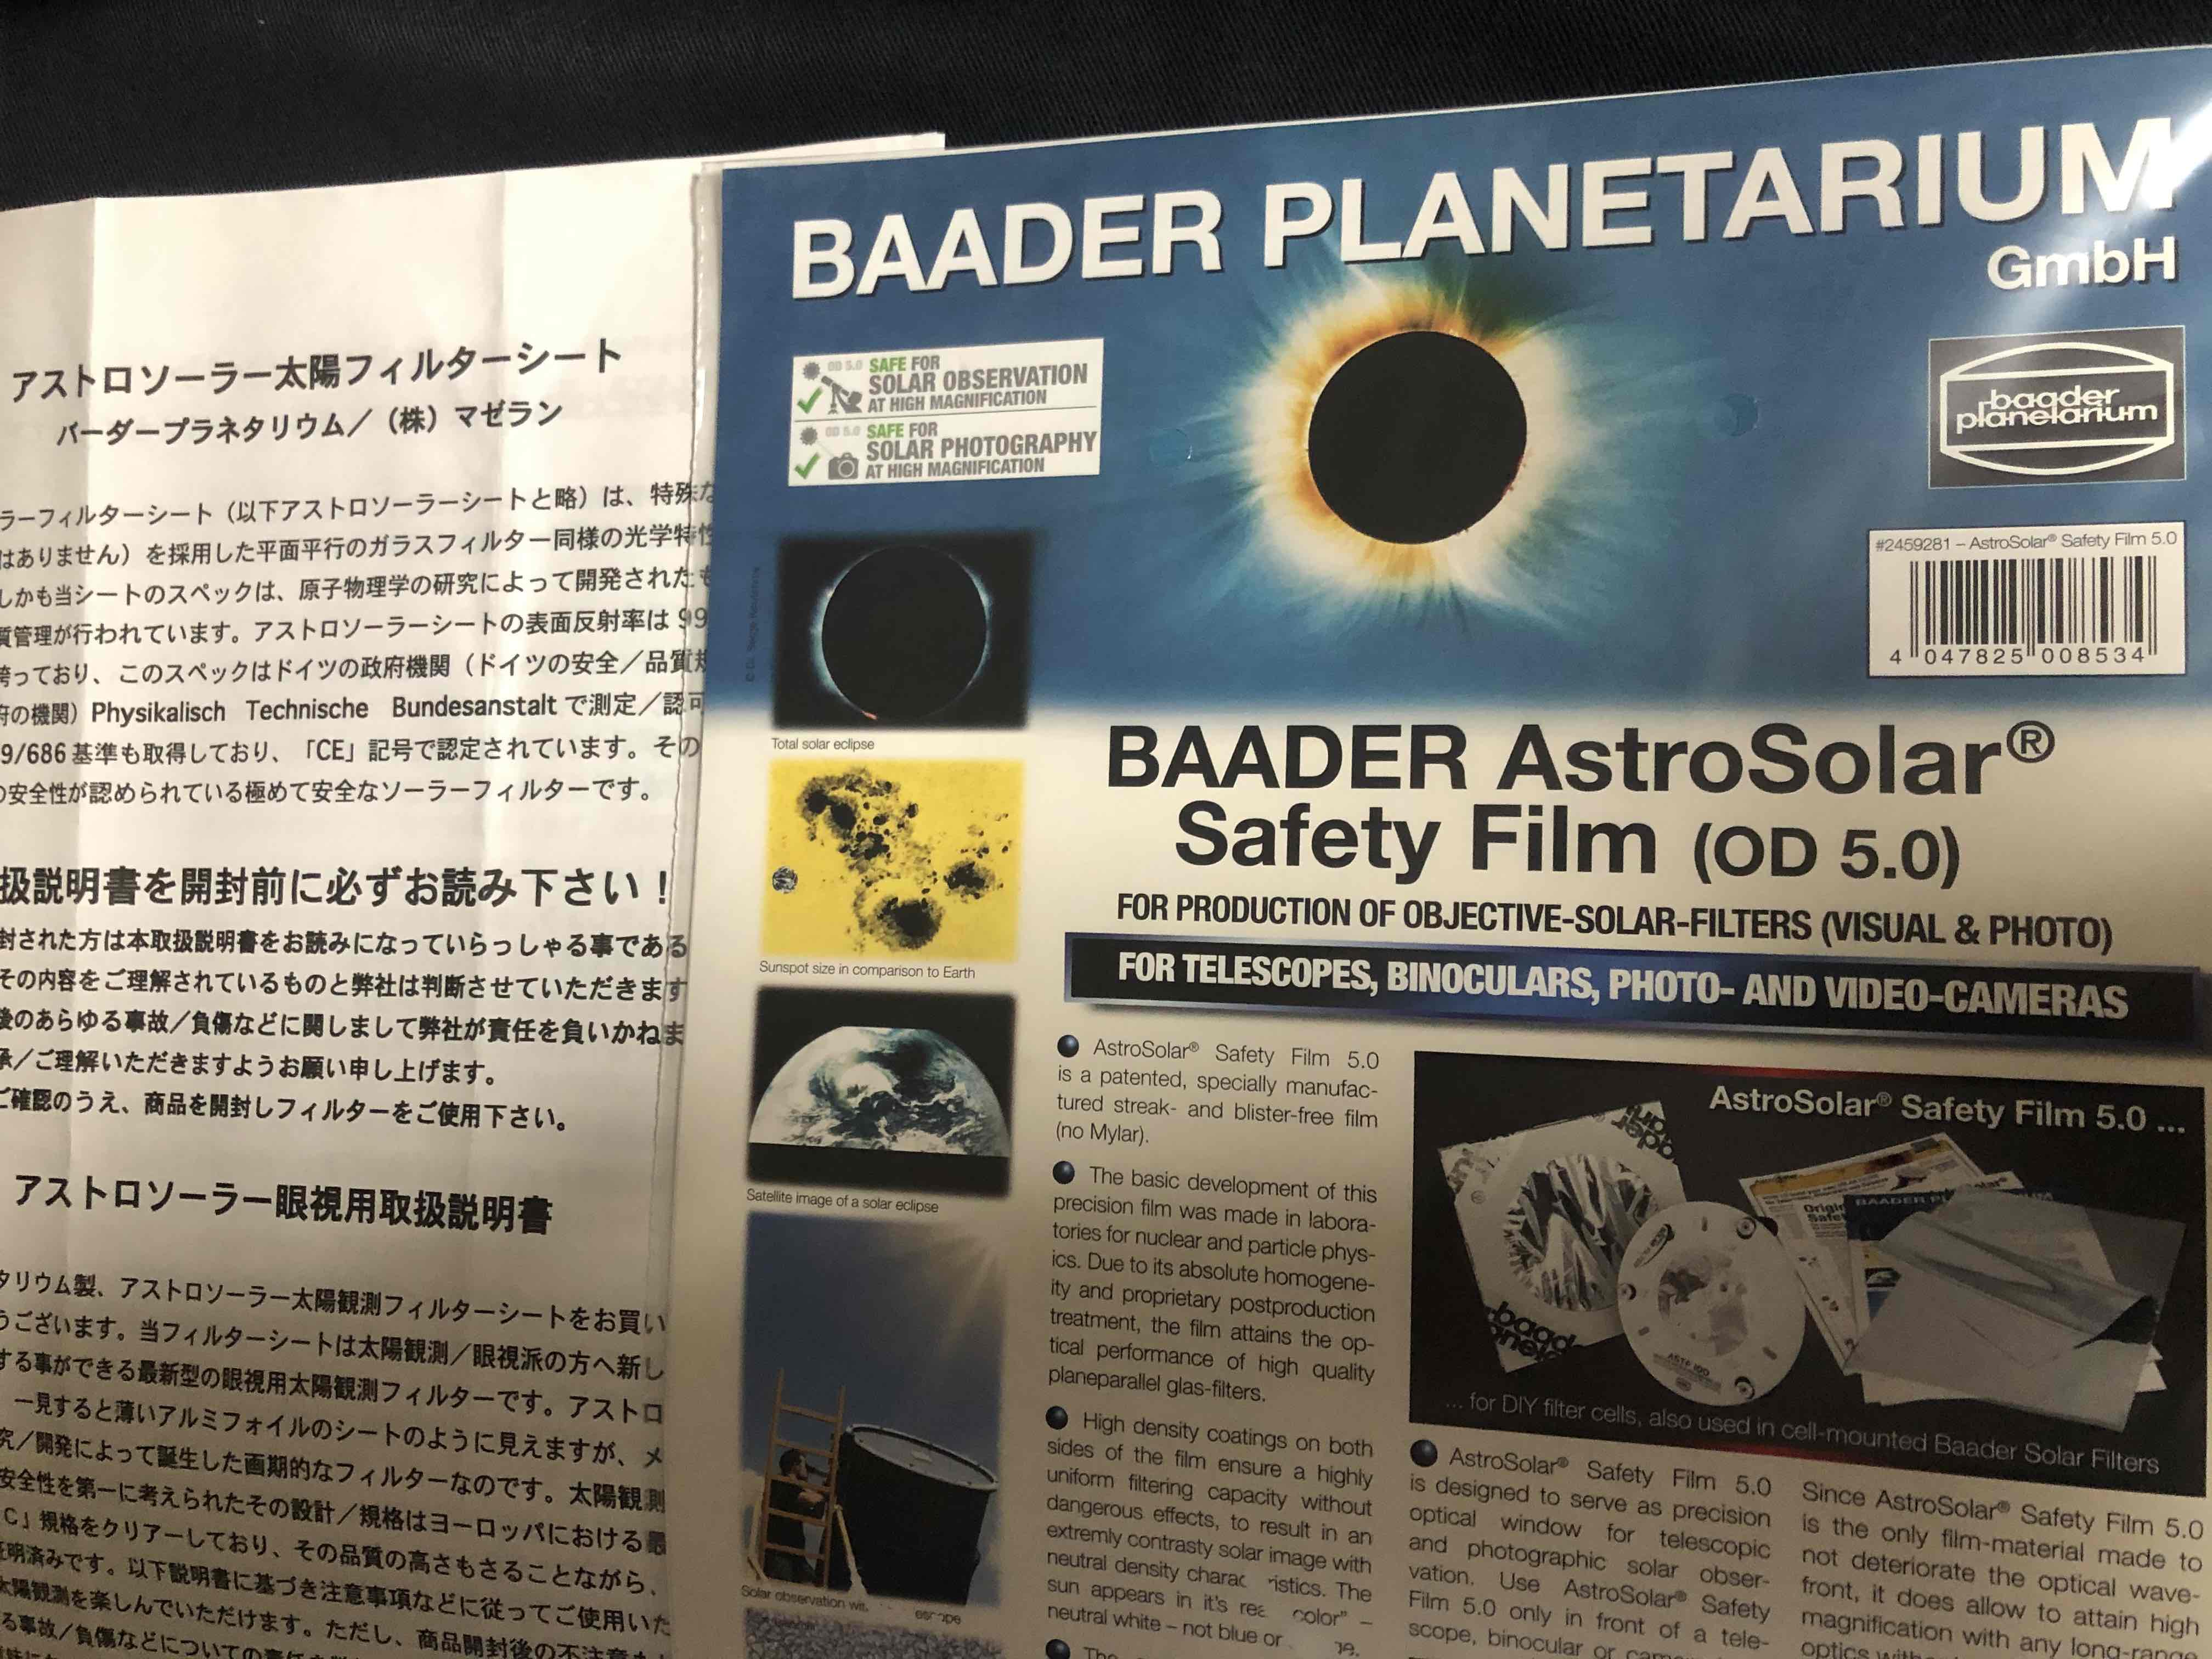 アストロソーラー太陽フィルターシート
バーダープラネタリウム／（株）マゼラン
ラーフィルターシート（以下アストロソーラーシートと略）は、特殊な
はありません）を採用した平面平行のガラスフィルター同様の光学特性
しかも当シートのスペックは、原子物理学の研究によって開発されたも
質管理が行われています。アストロソーラーシートの表面反射率は 99
誇っており、このスペックはドイツの政府機関（ドイツの安全／品質規
府の機関）Physikalisch Technische Bundesanstalt で測定／認可
9/686 基準も取得しており、「CE」記号で認定されています。その
の安全性が認められている極めて安全なソーラーフィルターです。
扱説明書を開封前に必ずお読み下さい！
封された方は本取扱説明書をお読みになっていらっしゃる事である
その内容をご理解されているものと弊社は判断させていただきます
後のあらゆる事故／負傷などに関しまして弊社が責任を負いかねま
承／ご理解いただきますようお願い申し上げます。
ご確認のうえ、商品を開封しフィルターをご使用下さい。
アストロソーラー眼視用取扱説明書
タリウム製、アストロソーラー太陽観測フィルターシートをお買い
うございます。当フィルターシートは太陽観測／眼視派の方へ新し
する事ができる最新型の眼視用太陽観測フィルターです。アストロ
一見すると薄いアルミフォイルのシートのように見えますが、メ
究／開発によって誕生した画期的なフィルターなのです。太陽観測
安全性を第一に考えられたその設計／規格はヨーロッパにおける最
C」規格をクリアーしており、その品質の高さもさることながら、
証明済みです。以下説明書に基づき注意事項などに従ってご使用いた
太陽観測を楽しんでいただけます。ただし、商品開封後の不注意
る事故／負傷などについての責任
BAADER PLANETARIUM
GmbH
OD 5.0 SAFE FOR
SOLAR OBSERVATION
AT HIGH MAGNIFICATION
OD 5.0 SAFE FOR
SOLAR PHOTOGRAPHY
AT HIGH MAGNIFICATION
baader
planetarium
#2459281 – AstroSolar® Safety Film 5.0
4 047825 008534
Total solar eclipse
Sunspot size in comparison to Earth
Satellite image of a solar eclipse
Solar observation
BAADER AstroSolar®
Safety Film (OD 5.0)
FOR PRODUCTION OF OBJECTIVE-SOLAR-FILTERS (VISUAL & PHOTO)
FOR TELESCOPES, BINOCULARS, PHOTO- AND VIDEO-CAMERAS
AstroSolar® Safety Film 5.0
is a patented, specially manufac-
tured streak- and blister-free film
(no Mylar).
The basic development of this
precision film was made in labora-
tories for nuclear and particle phys-
ics. Due to its absolute homogene-
ity and proprietary postproduction
treatment, the film attains the op-
tical performance of high quality
planeparallel glas-filters.
High density coatings on both
sides of the film ensure a highly
uniform filtering capacity without
dangerous effects, to result in an
extremly contrasty solar image with
neutral density charac ristics. The
sun appears in it's rea color" –
neutral white – not blue or
The
AstroSolar® Safety Film 5.0 ...
... for DIY filter cells, also used in cell-mounted Baader Solar Filters
AstroSolar® Safety Film 5.0
is designed to serve as precision
optical window for telescopic
and photographic solar obser-
vation. Use AstroSolar® Safety
Film 5.0 only in front of a tele-
scope, binocular or
Since AstroSolar® Safety Film 5.0
is the only film-material made to
not deteriorate the optical wave-
front, it does allow to attain high
magnification with any long-range
optics